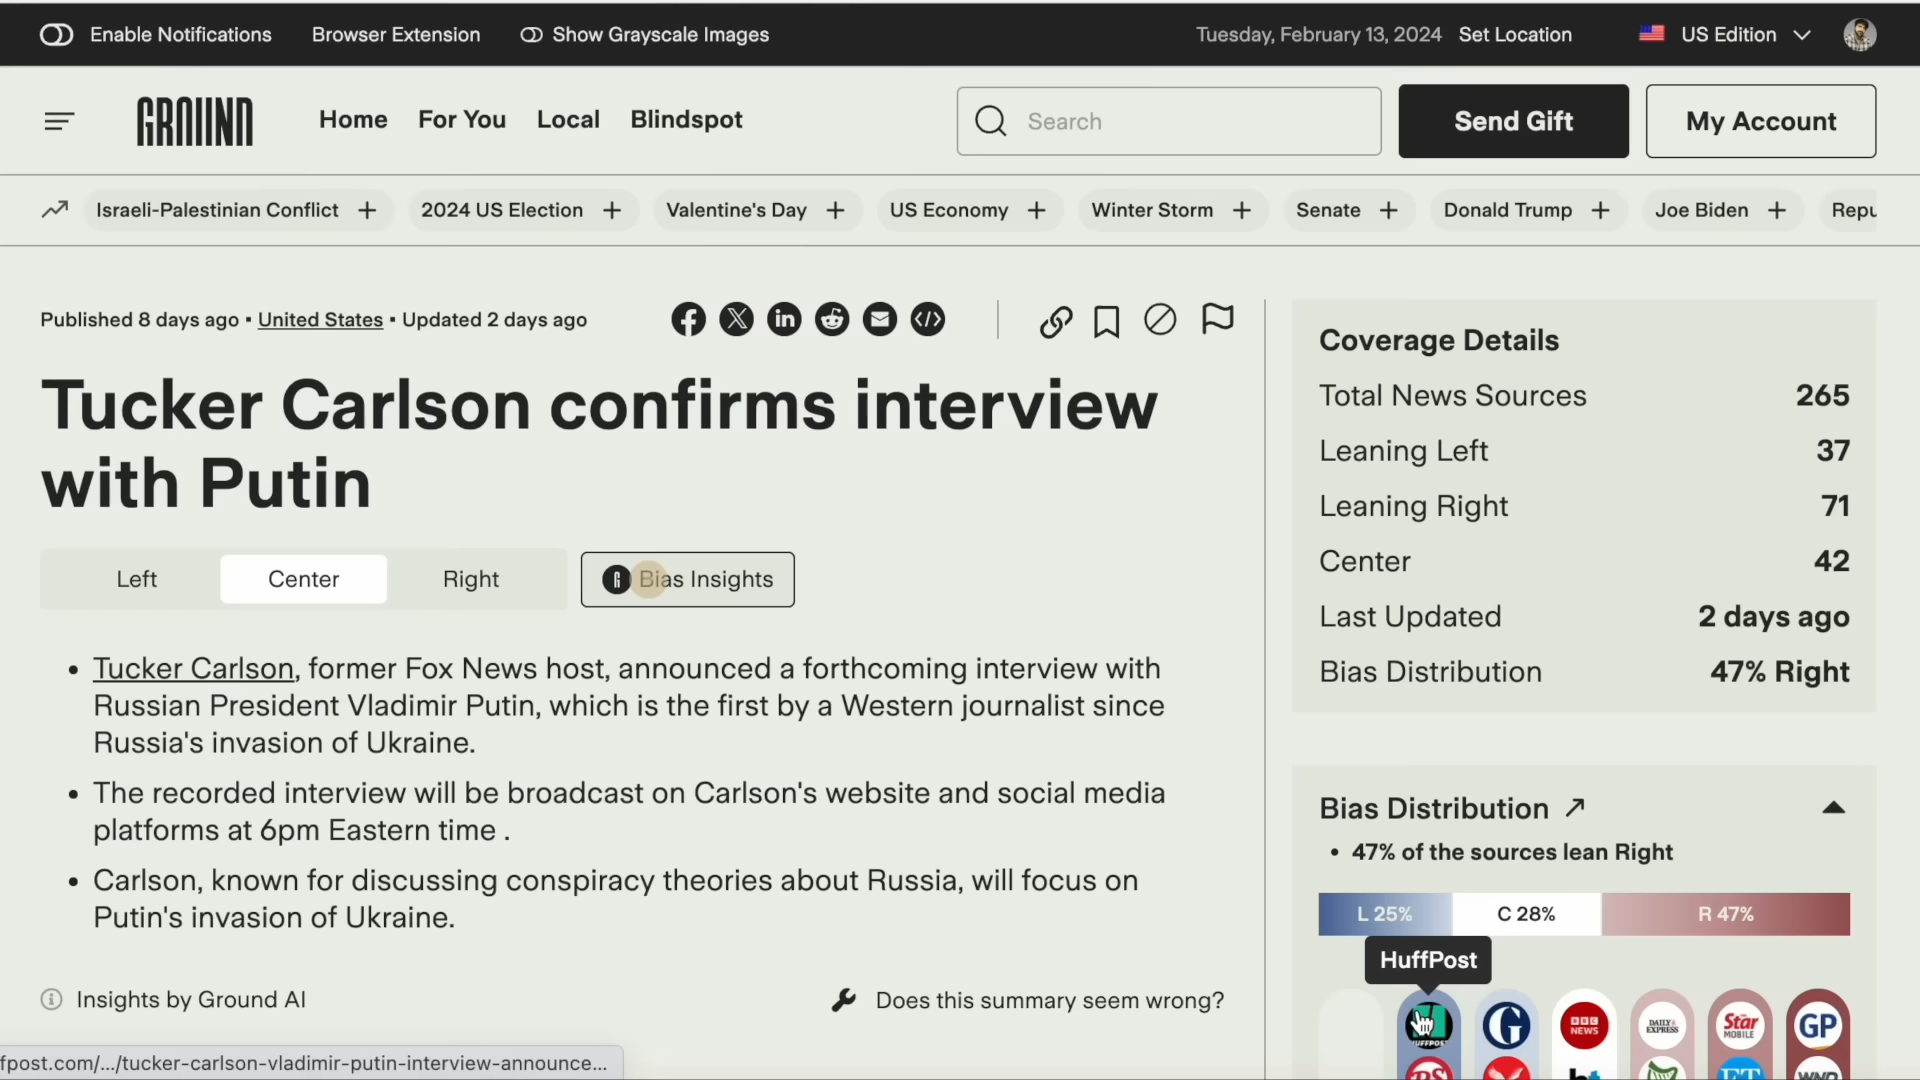 Enable Notifications Browser Extension Show Grayscale Images Tuesday, February 13, 2024 Set Location US Edition
GROUND Home For You Local Blindspot Search Send Gift My Account
Israeli-Palestinian Conflict + 2024 US Election + Valentine's Day + US Economy + Winter Storm + Senate + Donald Trump + Joe Biden + Repu
Published 8 days ago • United States • Updated 2 days ago
Tucker Carlson confirms interview
with Putin
Left Center Right Bias Insights
• Tucker Carlson, former Fox News host, announced a forthcoming interview with
Russian President Vladimir Putin, which is the first by a Western journalist since
Russia's invasion of Ukraine.
• The recorded interview will be broadcast on Carlson's website and social media
platforms at 6pm Eastern time .
• Carlson, known for discussing conspiracy theories about Russia, will focus on
Putin's invasion of Ukraine.
Insights by Ground AI Does this summary seem wrong?
fpost.com/.../tucker-carlson-vladimir-putin-interview-announce...
Coverage Details
Total News Sources 265
Leaning Left 37
Leaning Right 71
Center 42
Last Updated 2 days ago
Bias Distribution 47% Right
Bias Distribution
• 47% of the sources lean Right
L 25% C 28% R 47%
HuffPost
HUFFPOST G BBC NEWS DAILY EXPRESS Star MOBILE GP
RS bt ET WND